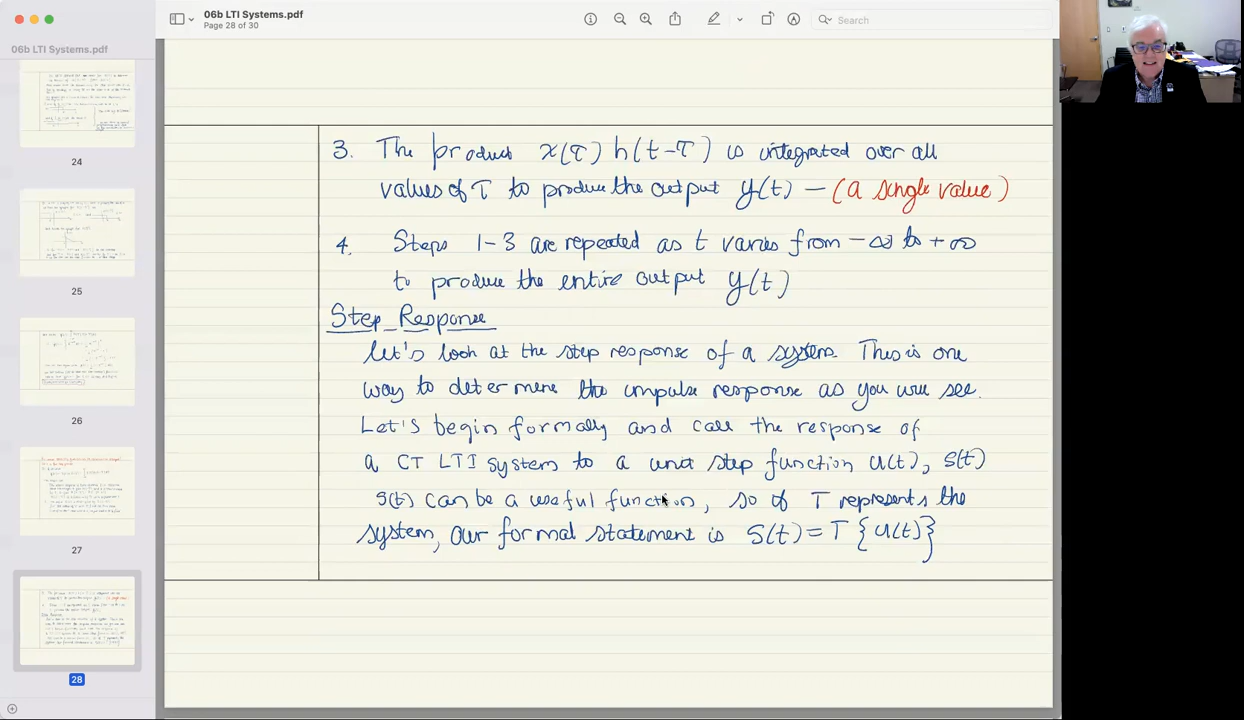 06b LTI Systems.pdf
Page 28 of 30
Search
06b LTI Systems.pdf
24
25
26
27
28
3. The product x(τ) h(t-τ) is integrated over all
values of τ to produce the output y(t) – (a single value)
4. Steps 1-3 are repeated as t varies from -∞ to +∞
to produce the entire output y(t)
Step Response
Let's look at the step response of a system. This is one
way to determine the impulse response as you will see.
Let's begin formally and call the response of
a CT LTI system to a unit step function u(t), s(t)
s(t) can be a useful function, so if T represents the
system, our formal statement is s(t) = T{u(t)}